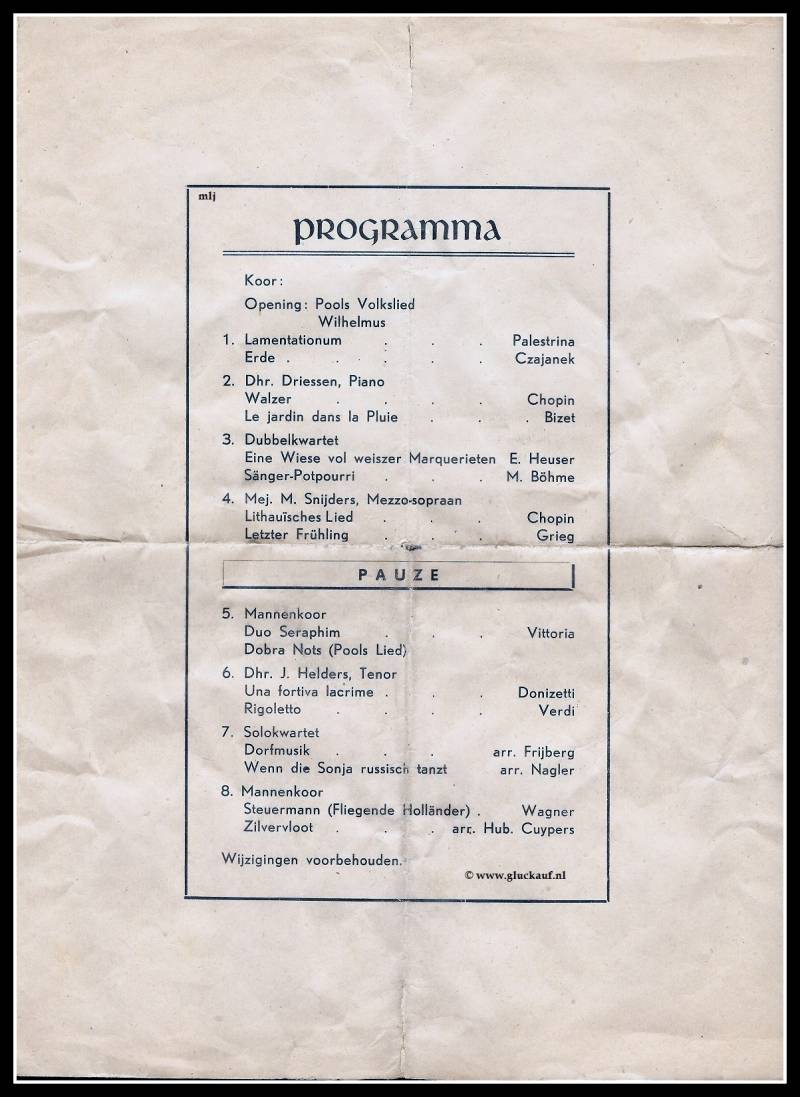 mlj
PROGRAMMA
Koor:
Opening: Pools Volkslied
Wilhelmus
1. Lamentationum . . . Palestrina
Erde . . . . . Czajanek
2. Dhr. Driessen, Piano
Walzer . . . . Chopin
Le jardin dans la Pluie . . . Bizet
3. Dubbelkwartet
Eine Wiese vol weiszer Marquerieten E. Heuser
Sänger-Potpourri . . . M. Böhme
4. Mej. M. Snijders, Mezzo-sopraan
Lithauïsches Lied . . . Chopin
Letzter Frühling . . . Grieg
PAUZE
5. Mannenkoor
Duo Seraphim . . . Vittoria
Dobra Nots (Pools Lied)
6. Dhr. J. Helders, Tenor
Una fortiva lacrime . . . Donizetti
Rigoletto . . . . Verdi
7. Solokwartet
Dorfmusik . . . arr. Frijberg
Wenn die Sonja russisch tanzt arr. Nagler
8. Mannenkoor
Steuermann (Fliegende Holländer) . Wagner
Zilvervloot . . . arr. Hub. Cuypers
Wijzigingen voorbehouden.
© www.gluckauf.nl